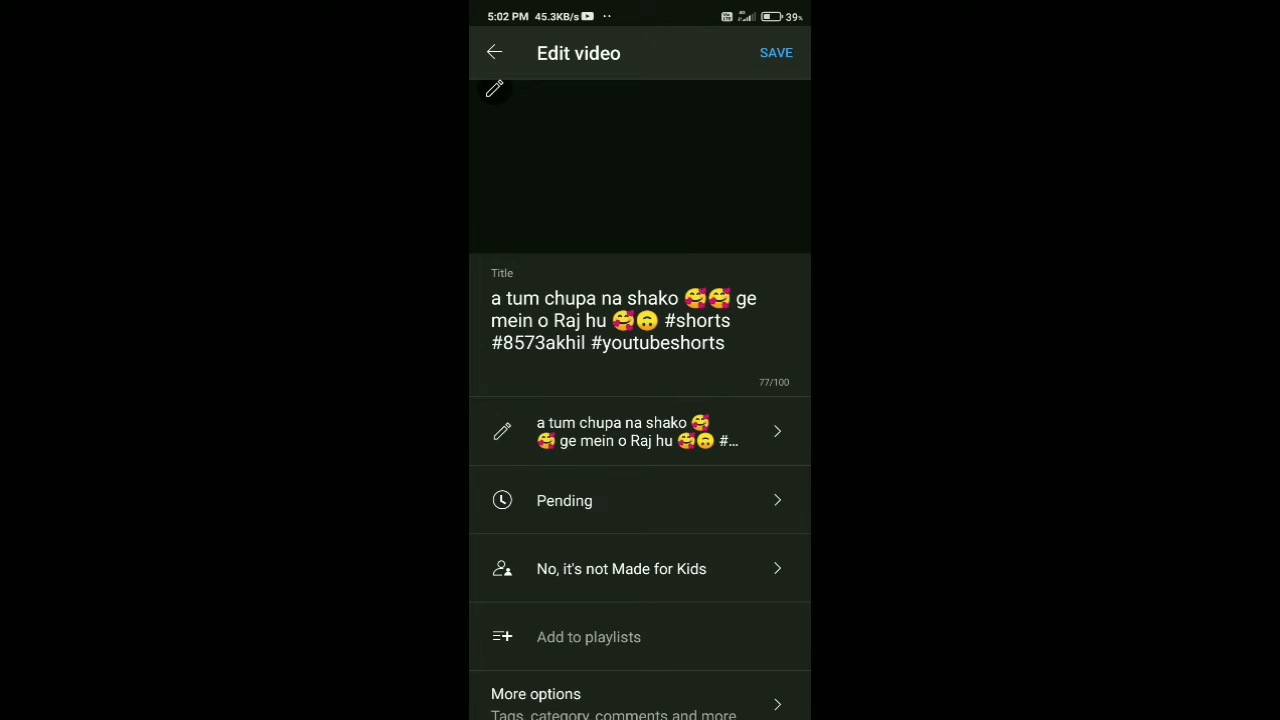 5:02 PM 45.3KB/s 39%
Edit video SAVE
Title
a tum chupa na shako 🥰🥰 ge
mein o Raj hu 🥰🙃 #shorts
#8573akhil #youtubeshorts
77/100
a tum chupa na shako 🥰
🥰 ge mein o Raj hu 🥰🙃 #...
Pending
No, it's not Made for Kids
Add to playlists
More options
Tags, category, comments and more